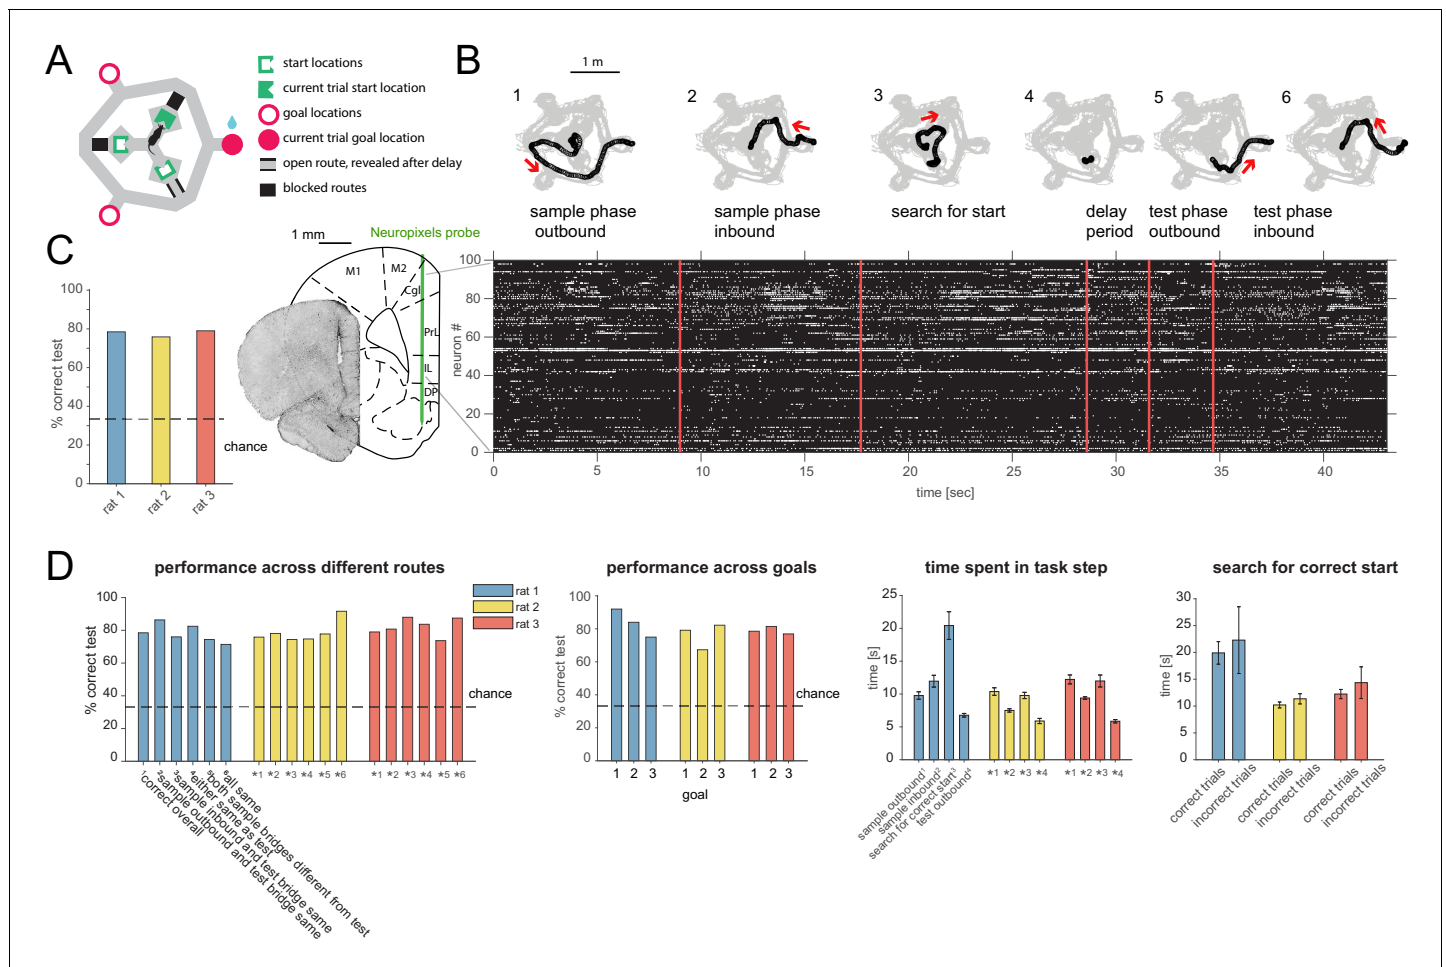 A
start locations
current trial start location
goal locations
current trial goal location
open route, revealed after delay
blocked routes
B
1 m
1
2
3
4
5
6
sample phase
outbound
sample phase
inbound
search for start
delay
period
test phase
outbound
test phase
inbound
C
100
80
60
40
20
0
% correct test
chance
rat 1
rat 2
rat 3
1 mm
Neuropixels probe
M1
M2
Cgl
PrL
IL
DP
100
80
60
40
20
0
neuron #
0
5
10
15
20
25
30
35
40
time [sec]
D
performance across different routes
100
80
60
40
20
0
% correct test
rat 1
rat 2
rat 3
chance
¹correct overall
²sample outbound and test bridge same
³sample inbound and test bridge same
⁴either same as test
⁵both sample bridges different from test
⁶all same
*1 *2 *3 *4 *5 *6
*1 *2 *3 *4 *5 *6
performance across goals
100
80
60
40
20
0
% correct test
chance
1 2 3
1 2 3
1 2 3
goal
time spent in task step
25
20
15
10
5
0
time [s]
sample outbound¹
sample inbound²
search for correct start³
test outbound⁴
*1 *2 *3 *4
*1 *2 *3 *4
search for correct start
30
25
20
15
10
5
0
time [s]
correct trials
incorrect trials
correct trials
incorrect trials
correct trials
incorrect trials